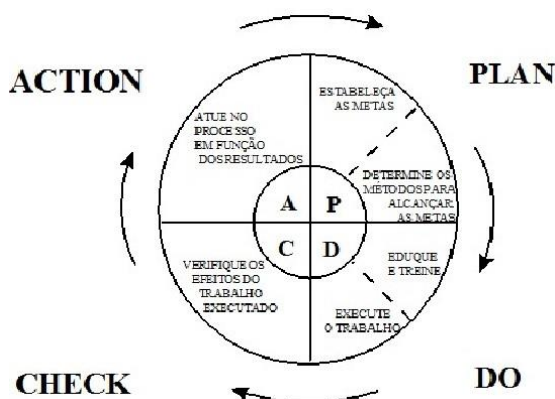 ACTION
PLAN
ESTABELEÇA
AS METAS
ATUE NO
PROCESSO
EM FUNÇÃO
DOS RESULTADOS
DETERMINE OS
MÉTODOS PARA
ALCANÇAR
AS METAS
A
P
C
D
VERIFIQUE OS
EFEITOS DO
TRABALHO
EXECUTADO
EDUQUE
E TREINE
EXECUTE
O TRABALHO
CHECK
DO